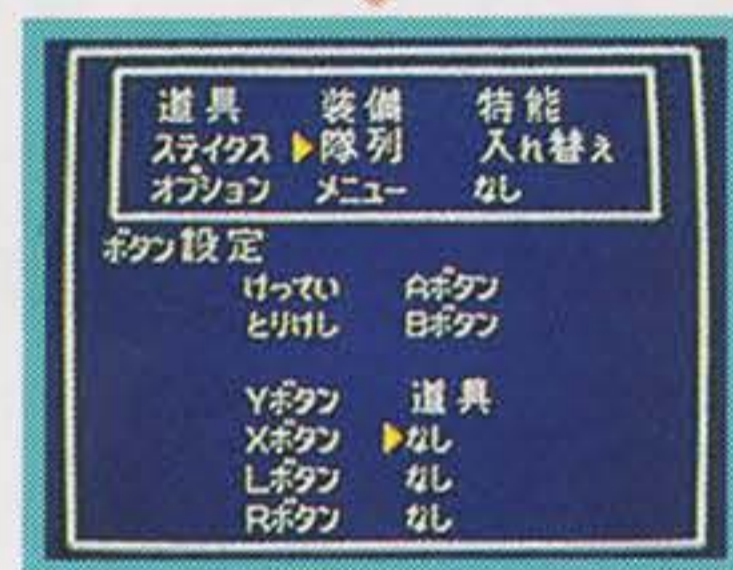 道具 装備 特能
ステイタス ▶隊列 入れ替え
オプション メニュー なし
ボタン設定
けってい Aボタン
とりけし Bボタン
Yボタン 道具
Xボタン ▶なし
Lボタン なし
Rボタン なし